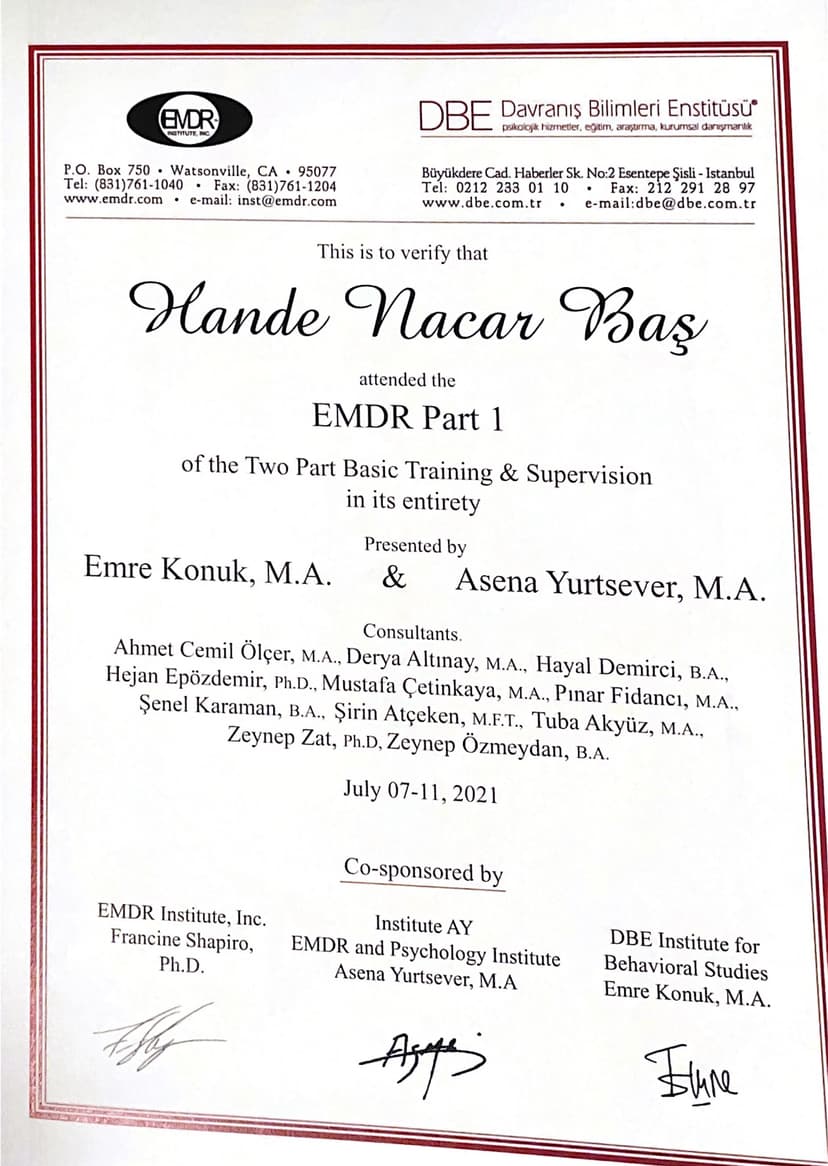 EMDR
INSTITUTE, INC.
P.O. Box 750 • Watsonville, CA • 95077
Tel: (831)761-1040 • Fax: (831)761-1204
www.emdr.com • e-mail: inst@emdr.com
DBE Davranış Bilimleri Enstitüsü®
psikolojik hizmetler, eğitim, araştırma, kurumsal danışmanlık
Büyükdere Cad. Haberler Sk. No:2 Esentepe Şişli - Istanbul
Tel: 0212 233 01 10 • Fax: 212 291 28 97
www.dbe.com.tr • e-mail:dbe@dbe.com.tr
This is to verify that
Hande Nacar Baş
attended the
EMDR Part 1
of the Two Part Basic Training & Supervision
in its entirety
Presented by
Emre Konuk, M.A. & Asena Yurtsever, M.A.
Consultants.
Ahmet Cemil Ölçer, M.A., Derya Altınay, M.A., Hayal Demirci, B.A.,
Hejan Epözdemir, Ph.D., Mustafa Çetinkaya, M.A., Pınar Fidancı, M.A.,
Şenel Karaman, B.A., Şirin Atçeken, M.F.T., Tuba Akyüz, M.A.,
Zeynep Zat, Ph.D, Zeynep Özmeydan, B.A.
July 07-11, 2021
Co-sponsored by
EMDR Institute, Inc.
Francine Shapiro,
Ph.D.
Institute AY
EMDR and Psychology Institute
Asena Yurtsever, M.A
DBE Institute for
Behavioral Studies
Emre Konuk, M.A.